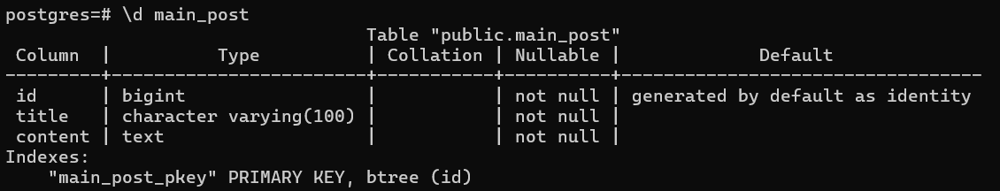 postgres=# \d main_post
                                  Table "public.main_post"
 Column  |          Type          | Collation | Nullable |             Default
---------+------------------------+-----------+----------+----------------------------------
 id      | bigint                 |           | not null | generated by default as identity
 title   | character varying(100) |           | not null |
 content | text                   |           | not null |
Indexes:
    "main_post_pkey" PRIMARY KEY, btree (id)